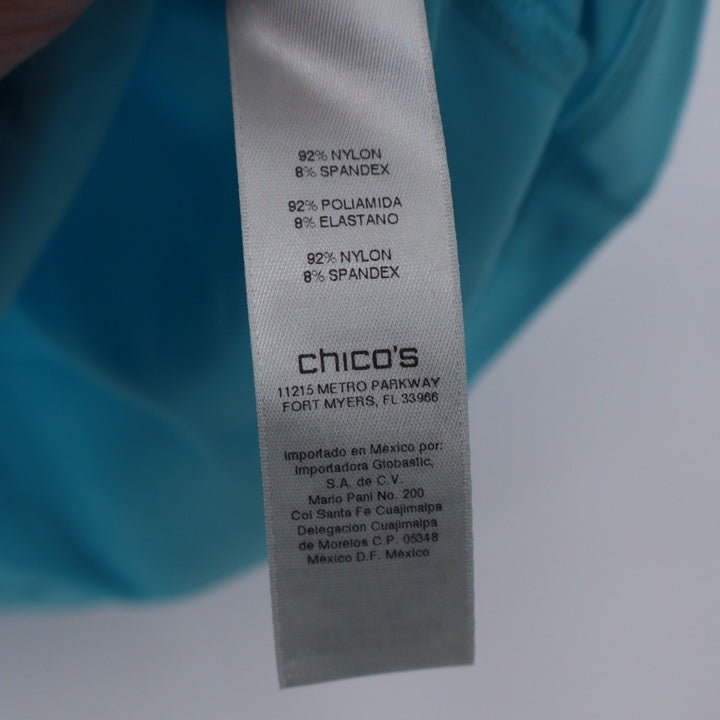 92% NYLON
8% SPANDEX
92% POLIAMIDA
8% ELASTANO
92% NYLON
8% SPANDEX
chico's
11215 METRO PARKWAY
FORT MYERS, FL 33966
Importado en México por:
Importadora Globastic,
S.A. de C.V.
Mario Pani No. 200
Col Santa Fe Cuajimalpa
Delegacion Cuajimalpa
de Morelos C.P. 05348
México D.F. México